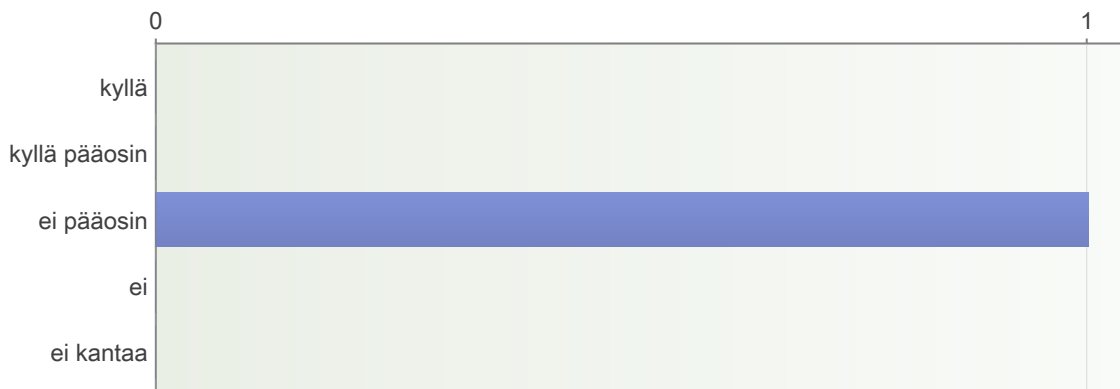 0 1
kyllä
kyllä pääosin
ei pääosin
ei
ei kantaa